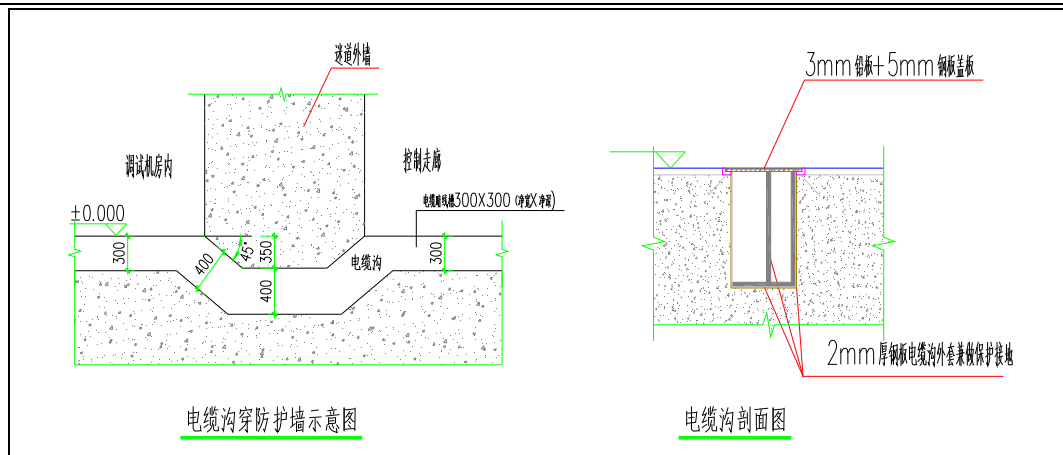 迷道外墙
调试机房内
控制走廊
±0.000
电缆暗线槽300X300（净宽X净深）
300
400
45°
350
电缆沟
300
400
电缆沟穿防护墙示意图
3mm铅板+5mm钢板盖板
2mm厚钢板电缆沟外套兼做保护接地
电缆沟剖面图